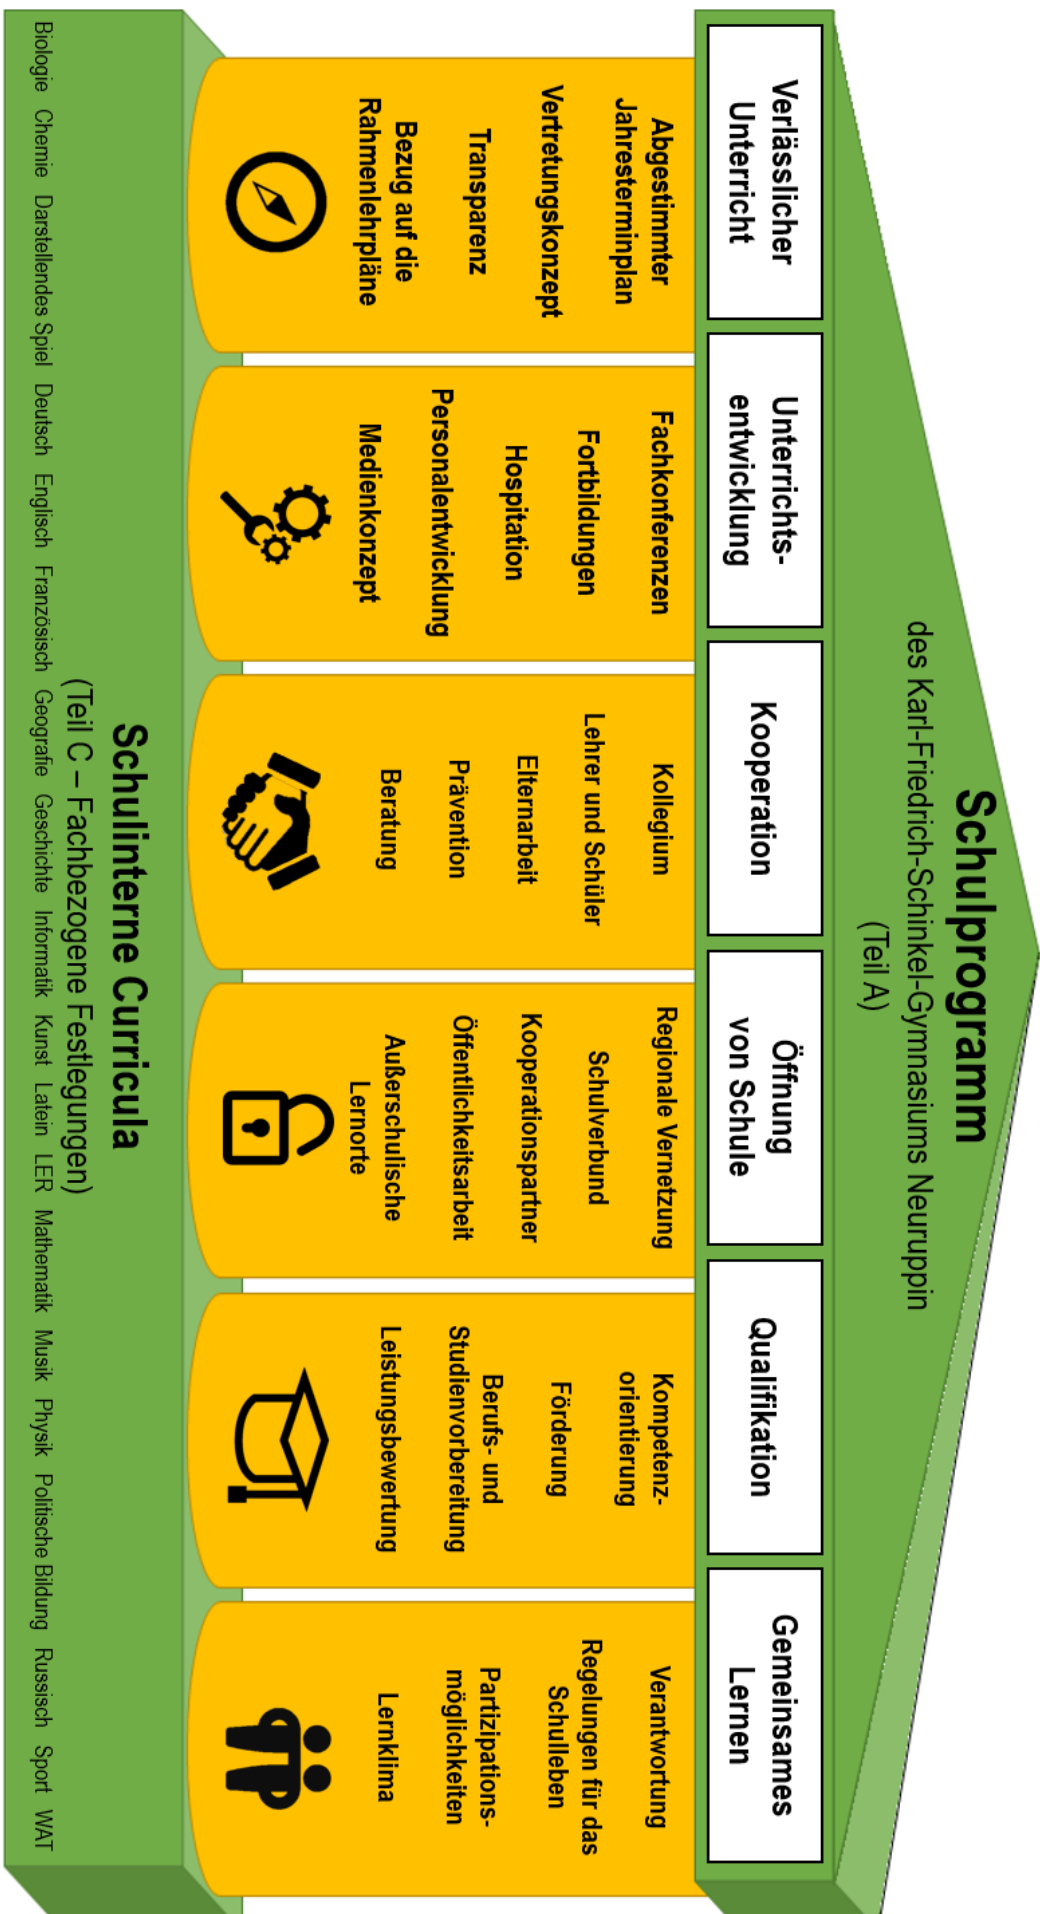 Schulprogramm
des Karl-Friedrich-Schinkel-Gymnasiums Neuruppin
(Teil A)
Verlässlicher
Unterricht
Unterrichts-
entwicklung
Kooperation
Öffnung
von Schule
Qualifikation
Gemeinsames
Lernen
Abgestimmter
Jahresterminplan
Vertretungskonzept
Transparenz
Bezug auf die
Rahmenlehrpläne
Fachkonferenzen
Fortbildungen
Hospitation
Personalentwicklung
Medienkonzept
Kollegium
Lehrer und Schüler
Elternarbeit
Prävention
Beratung
Regionale Vernetzung
Schulverbund
Kooperationspartner
Öffentlichkeitsarbeit
Außerschulische
Lernorte
Kompetenz-
orientierung
Förderung
Berufs- und
Studienvorbereitung
Leistungsbewertung
Verantwortung
Regelungen für das
Schulleben
Partizipations-
möglichkeiten
Lernklima
Schulinterne Curricula
(Teil C – Fachbezogene Festlegungen)
Biologie Chemie Darstellendes Spiel Deutsch Englisch Französisch Geografie Geschichte Informatik Kunst Latein LER Mathematik Musik Physik Politische Bildung Russisch Sport WAT